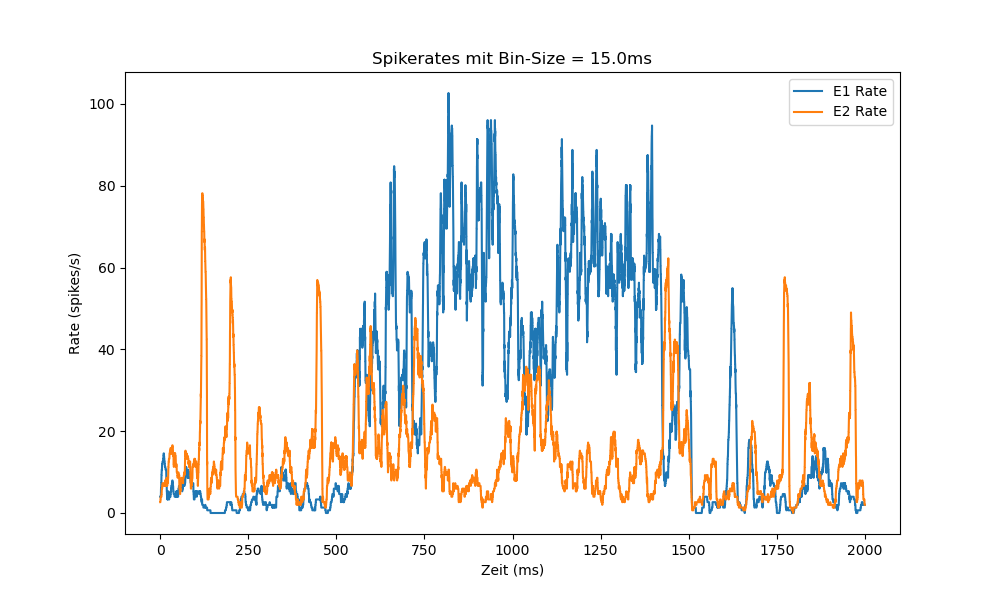 Spikerates mit Bin-Size = 15.0ms
E1 Rate
E2 Rate
Rate (spikes/s)
100
80
60
40
20
0
0 250 500 750 1000 1250 1500 1750 2000
Zeit (ms)